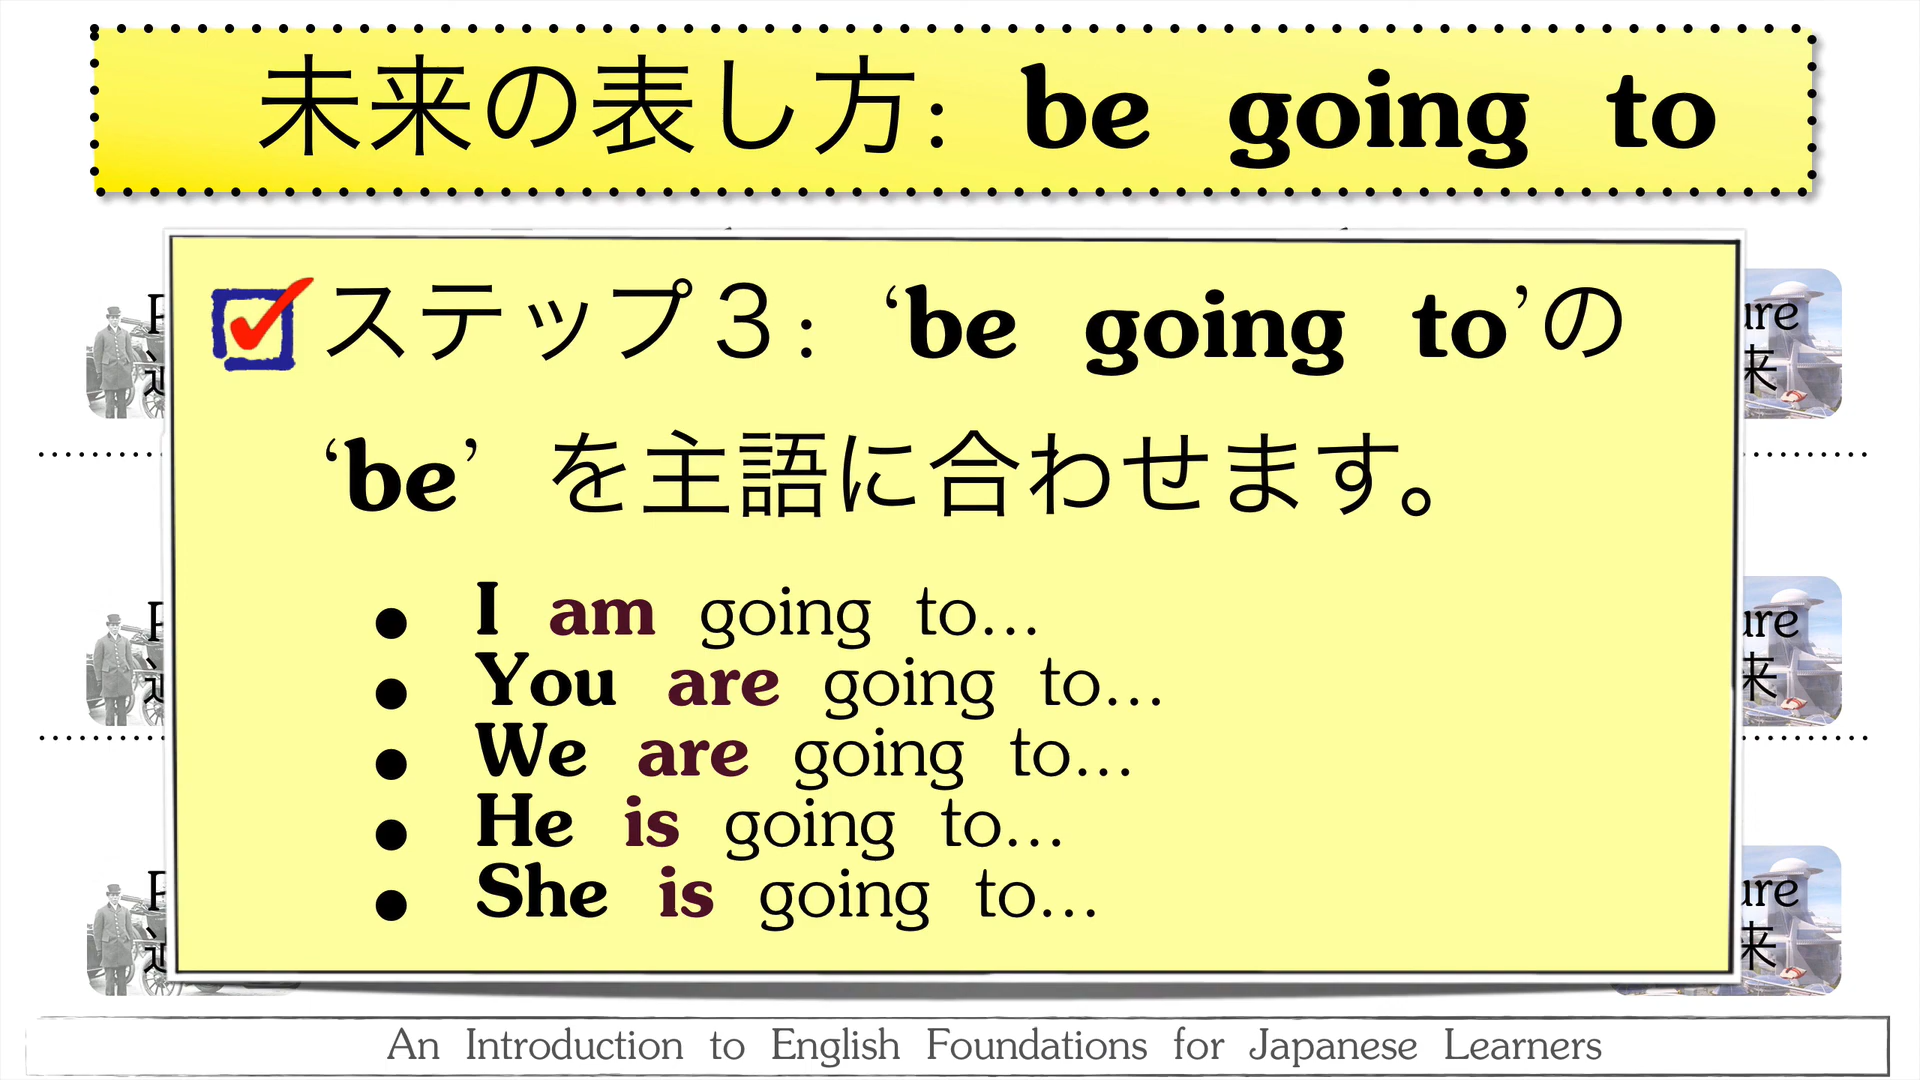 未来の表し方: be going to
ステップ3: ‘be going to’の
‘be’ を主語に合わせます。
● I am going to…
● You are going to…
● We are going to…
● He is going to…
● She is going to…
An Introduction to English Foundations for Japanese Learners